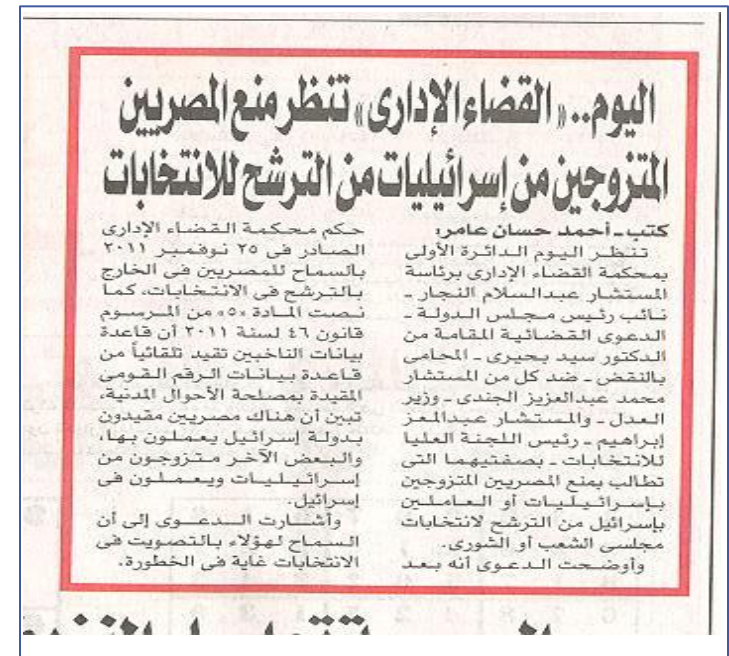 اليوم.. «القضاء الإدارى» تنظر منع المصريين
المتزوجين من إسرائيليات من الترشح للانتخابات
كتب ـ أحمد حسان عامر:
تنظر اليوم الدائرة الأولى
بمحكمة القضاء الإدارى برئاسة
المستشار عبدالسلام النجار ـ
نائب رئيس مجلس الدولة ـ
الدعوى القضائية المقامة من
الدكتور سيد بحيرى ـ المحامى
بالنقض ـ ضد كل من المستشار
محمد عبدالعزيز الجندى ـ وزير
العدل ـ والمستشار عبدالمعز
إبراهيم ـ رئيس اللجنة العليا
للانتخابات ـ بصفتيهما التى
تطالب بمنع المصريين المتزوجين
بإسرائيليات أو العاملين
بإسرائيل من الترشح لانتخابات
مجلسى الشعب أو الشورى.
وأوضحت الدعوى أنه بعد
حكم محكمة القضاء الإدارى
الصادر فى ٢٥ نوفمبر ٢٠١١
بالسماح للمصريين فى الخارج
بالترشح فى الانتخابات، كما
نصت المادة «٥» من المرسوم
قانون ٤٦ لسنة ٢٠١١ أن قاعدة
بيانات الناخبين تقيد تلقائياً من
قاعدة بيانات الرقم القومى
المقيدة بمصلحة الأحوال المدنية،
تبين أن هناك مصريين مقيدون
بدولة إسرائيل يعملون بها،
والبعض الآخر متزوجون من
إسرائيليات ويعملون فى
إسرائيل.
وأشارت الدعوى إلى أن
السماح لهؤلاء بالتصويت فى
الانتخابات غاية فى الخطورة.